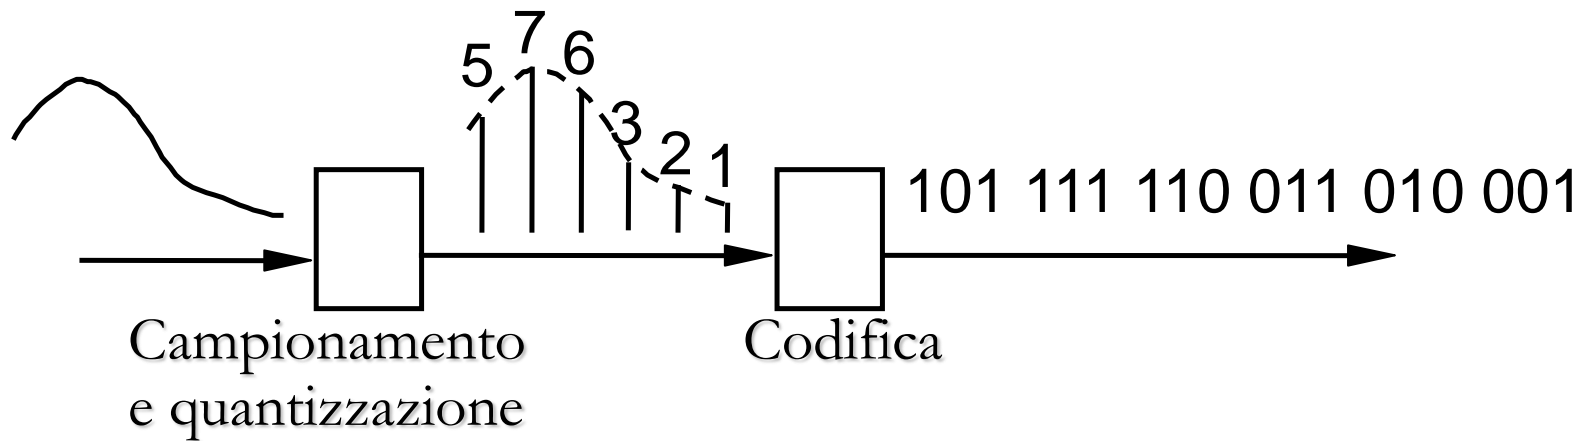 5 7 6 3 2 1
101 111 110 011 010 001
Campionamento
e quantizzazione
Codifica